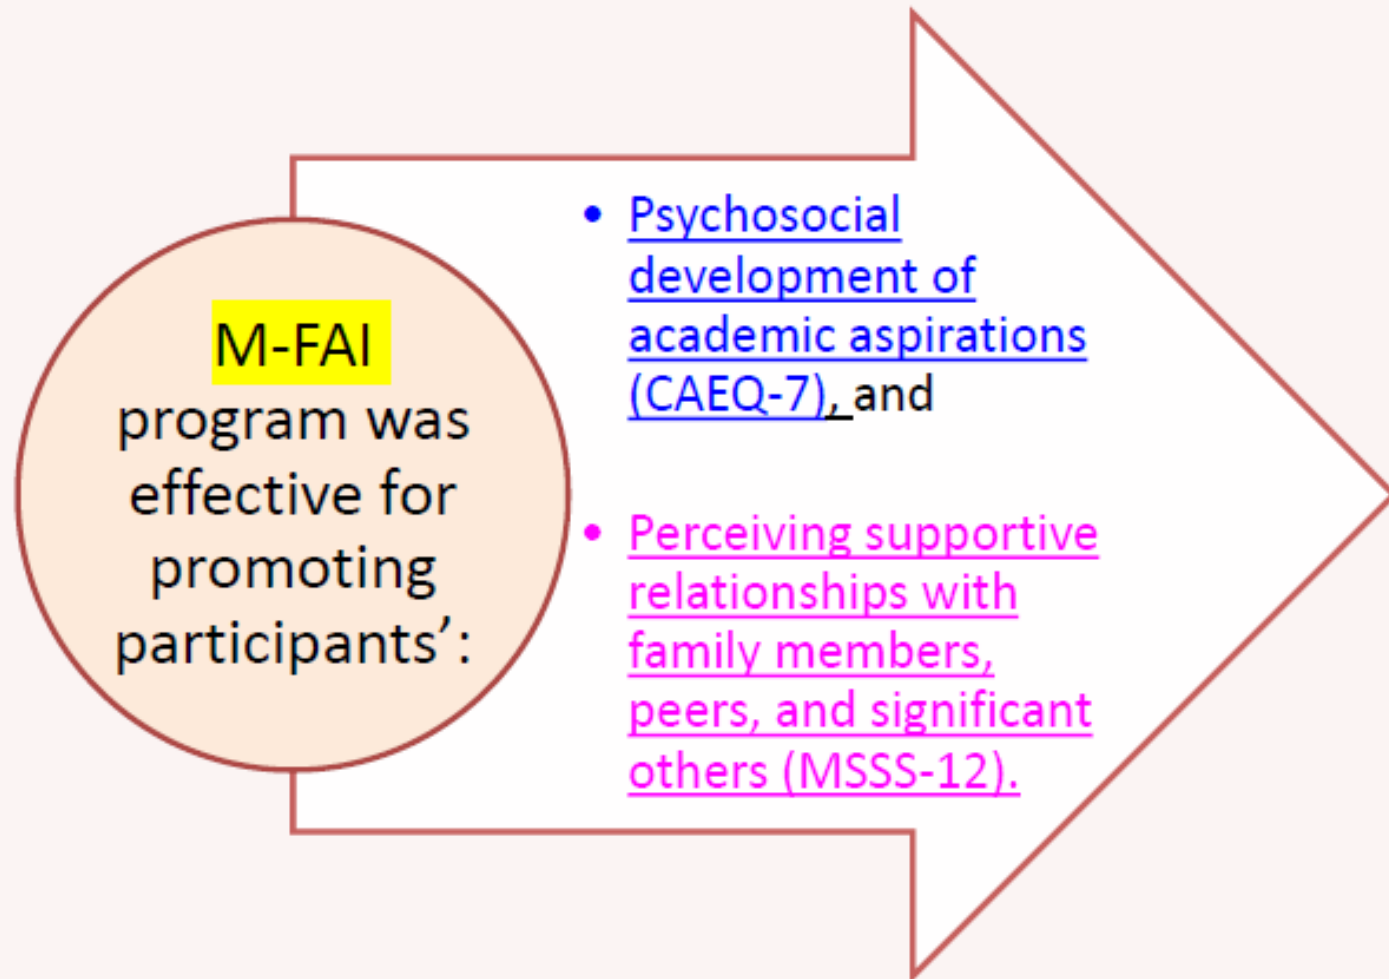 M-FAI
program was
effective for
promoting
participants’:
• Psychosocial
development of
academic aspirations
(CAEQ-7), and
• Perceiving supportive
relationships with
family members,
peers, and significant
others (MSSS-12).